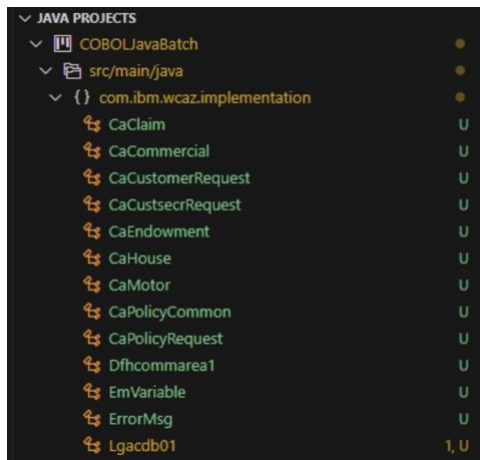 JAVA PROJECTS
COBOLJavaBatch
src/main/java
{} com.ibm.wcaz.implementation
CaClaim U
CaCommercial U
CaCustomerRequest U
CaCustsecrRequest U
CaEndowment U
CaHouse U
CaMotor U
CaPolicyCommon U
CaPolicyRequest U
Dfhcommarea1 U
EmVariable U
ErrorMsg U
Lgacdb01 1, U